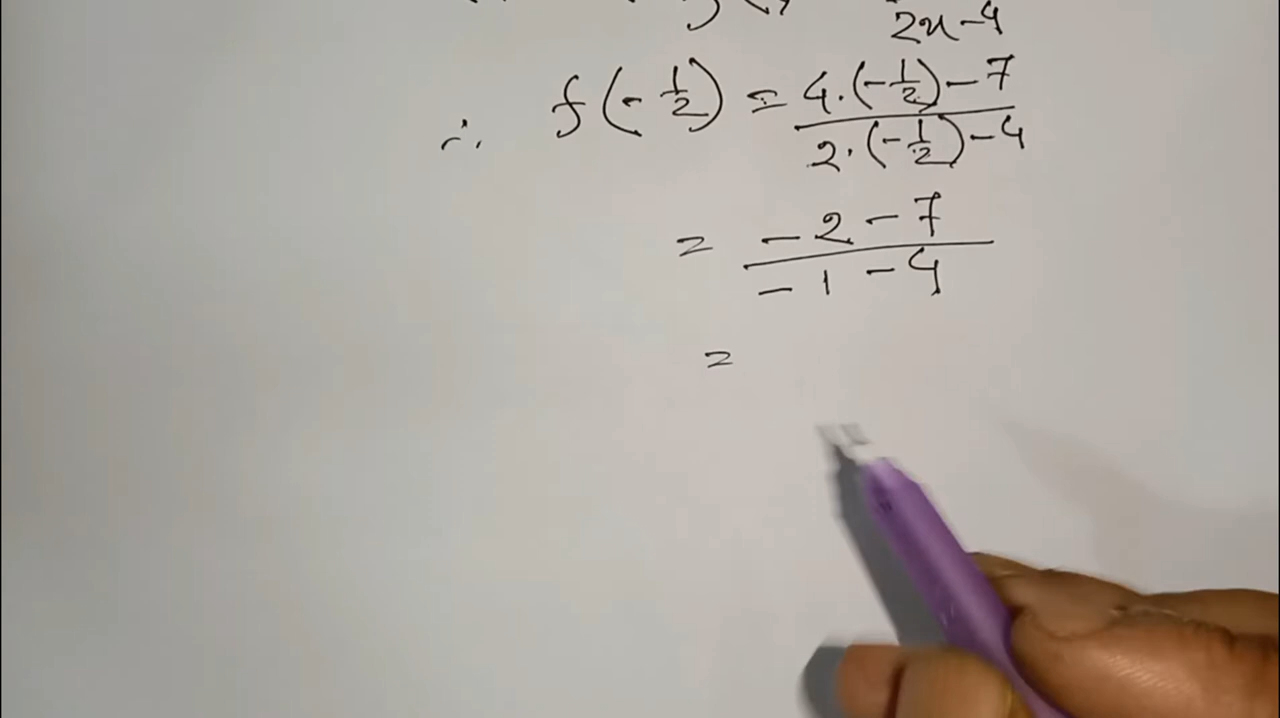 2x-4
∴ f(-1/2) = 4.(-1/2)-7 / 2.(-1/2)-4
= -2-7 / -1-4
=